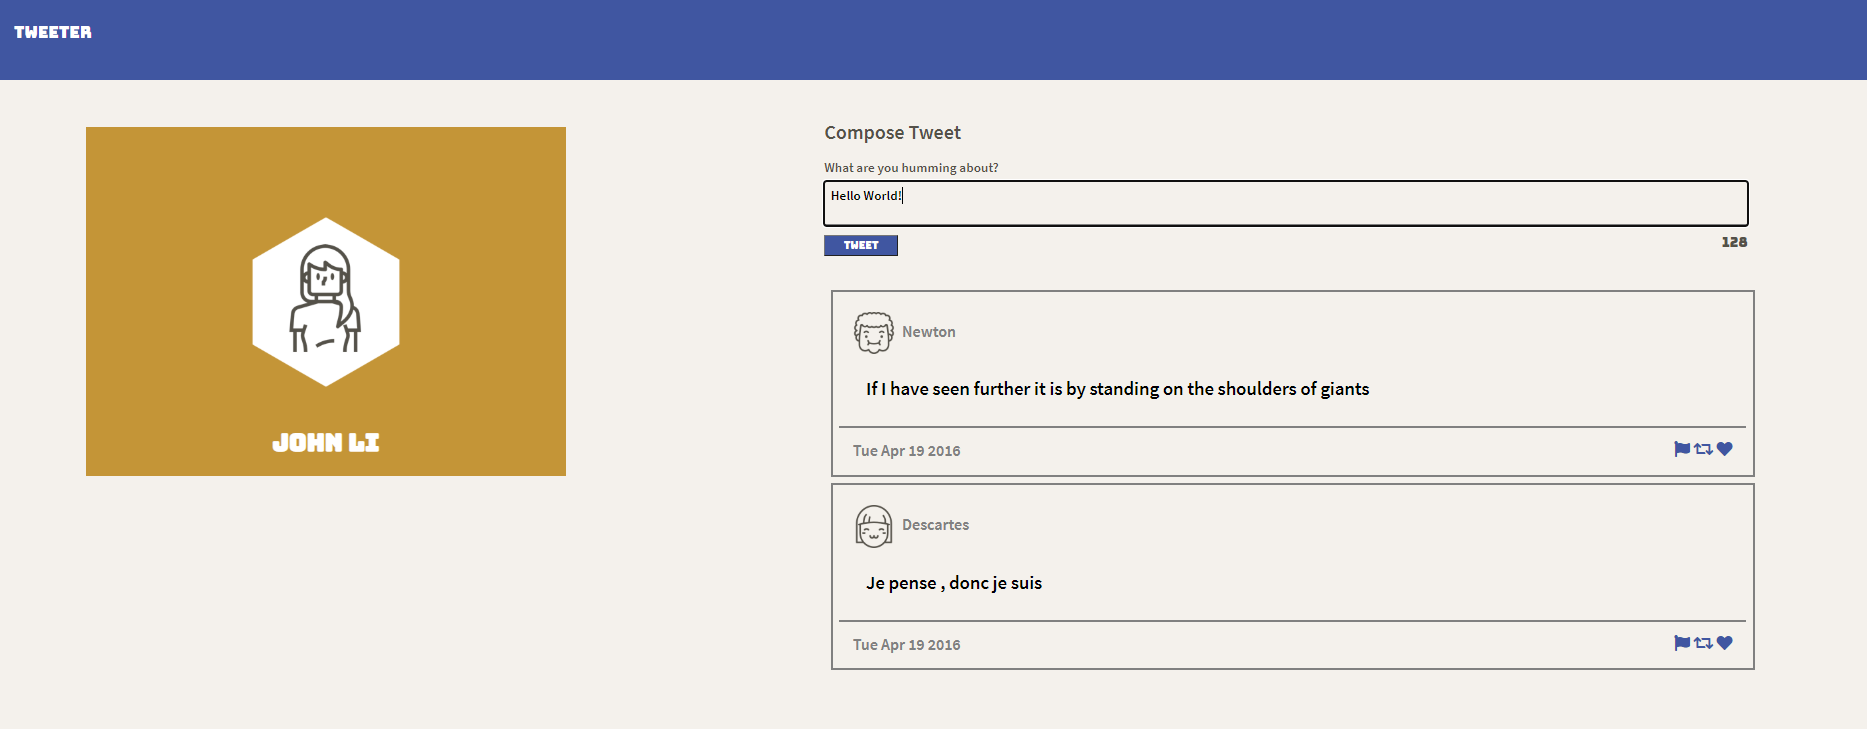 TWEETER
JOHN LI
Compose Tweet
What are you humming about?
Hello World!
TWEET
128
Newton
If I have seen further it is by standing on the shoulders of giants
Tue Apr 19 2016
Descartes
Je pense , donc je suis
Tue Apr 19 2016